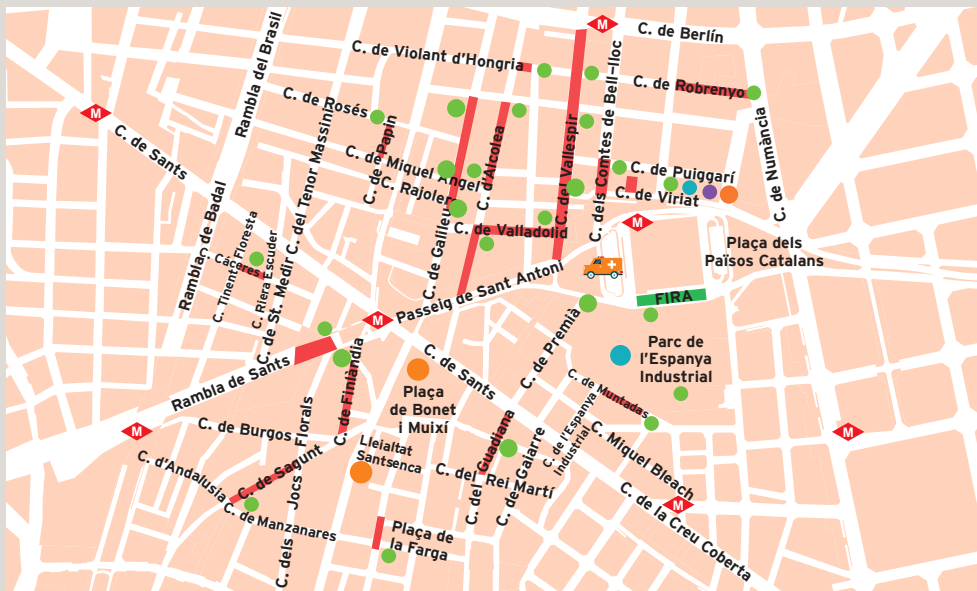 M
C. de Berlín
C. de Violant d'Hongria
Rambla del Brasil
C. de Robrenyo
C. de Rosés
M
C. de Sants
C. del Tenor Massini
C. de Papin
C. d'Alcolea
C. del Vallespir
C. dels Comtes de Bell-lloc
C. de Numància
C. de Miquel Àngel
C. Rajoler
C. de Puiggarí
C. de Viriat
Rambla de Badal
C. Tinent Floresta
C. Riera Escuder
C. de St. Medir
C. Cáceres
C. de Galileu
C. de Valladolid
M
Plaça dels
Països Catalans
Passeig de Sant Antoni
FIRA
M
C. de Premià
Parc de
l'Espanya
Industrial
Rambla de Sants
C. de Finlàndia
C. de Sants
Plaça
de Bonet
i Muixí
C. de Muntadas
M
C. de Burgos
C. dels Jocs Florals
C. del Guadiana
C. de Gaiarre
C. de l'Espanya
Industrial
C. Miquel Bleach
M
C. d'Andalusia
C. de Sagunt
Lleialtat
Santsenca
C. del Rei Martí
M
C. de Manzanares
Plaça de
la Farga
C. de la Creu Coberta